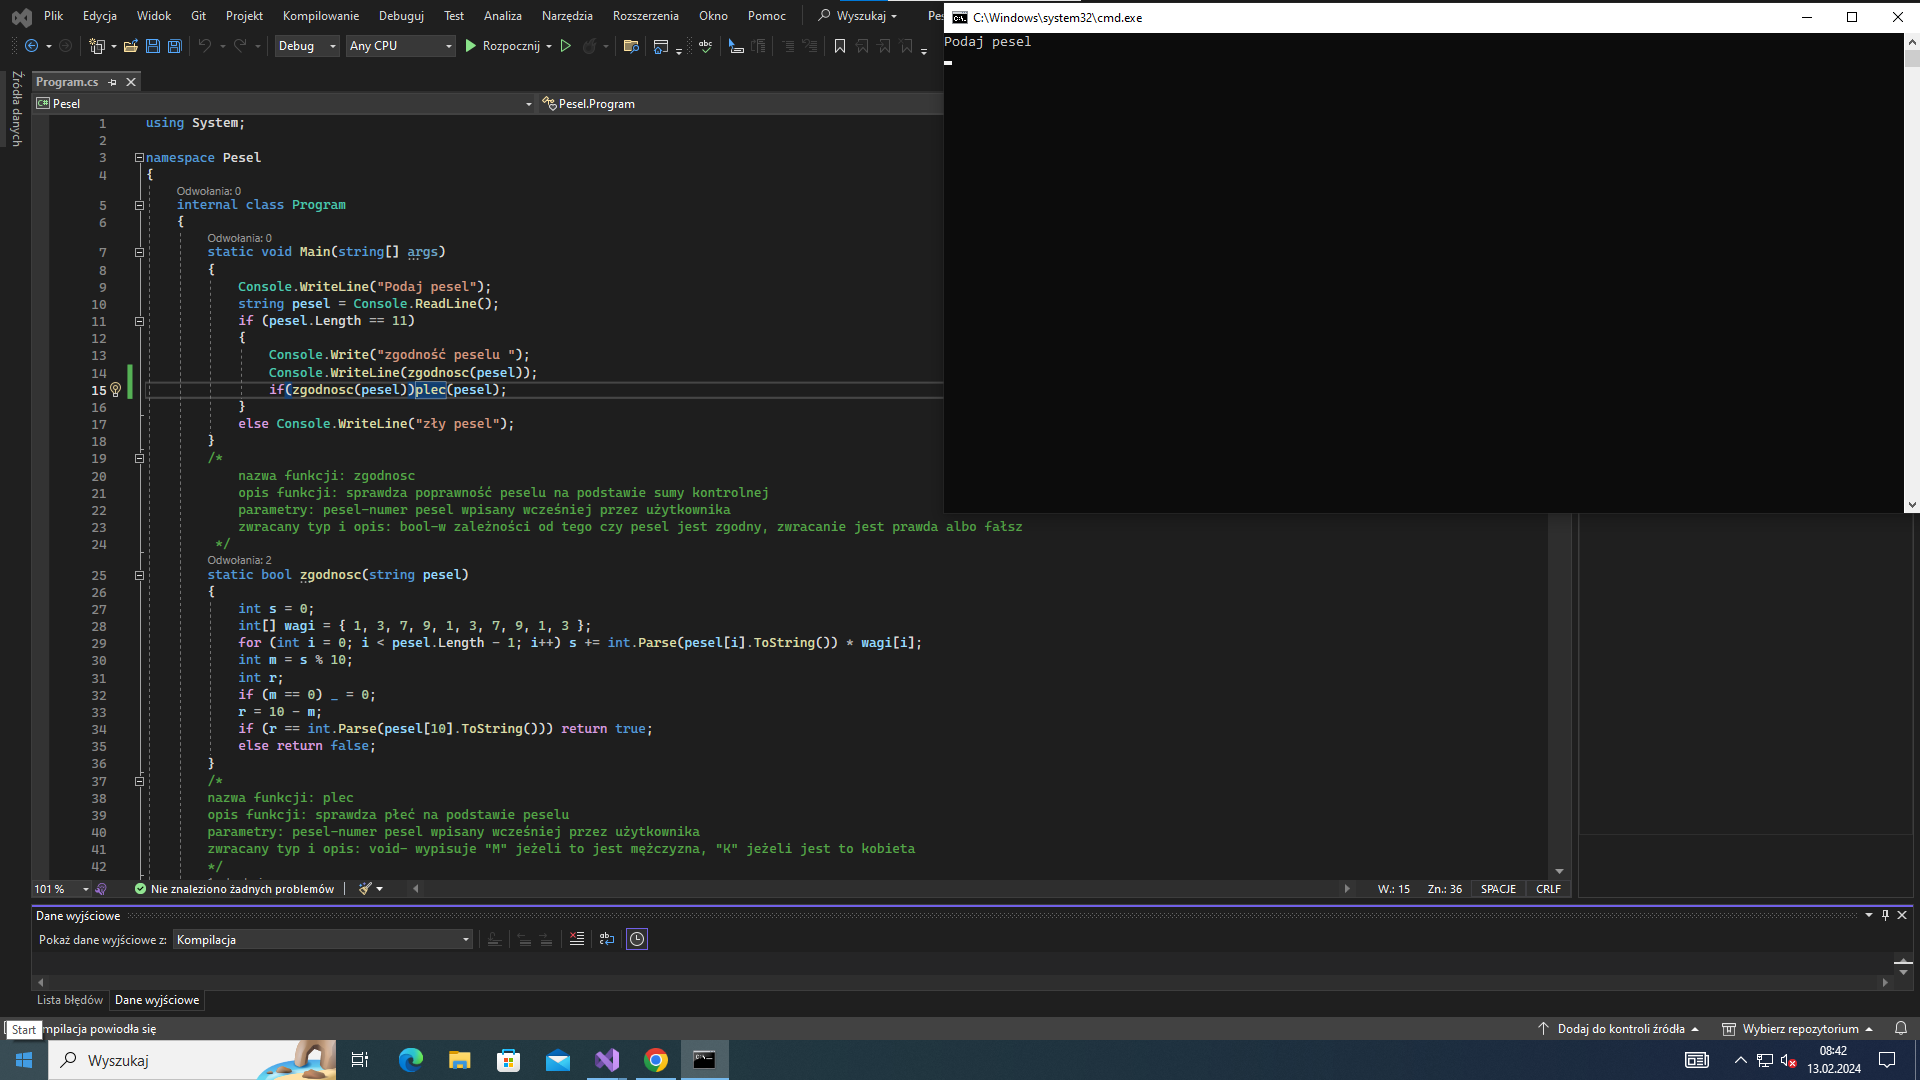 Plik Edycja Widok Git Projekt Kompilowanie Debuguj Test Analiza Narzędzia Rozszerzenia Okno Pomoc Wyszukaj
C:\Windows\system32\cmd.exe
Podaj pesel
Debug Any CPU Rozpocznij
Źródła danych
Program.cs
Pesel Pesel.Program
1 using System;
2
3 namespace Pesel
4 {
Odwołania: 0
5 internal class Program
6 {
Odwołania: 0
7 static void Main(string[] args)
8 {
9 Console.WriteLine("Podaj pesel");
10 string pesel = Console.ReadLine();
11 if (pesel.Length == 11)
12 {
13 Console.Write("zgodność peselu ");
14 Console.WriteLine(zgodnosc(pesel));
15 if(zgodnosc(pesel))plec(pesel);
16 }
17 else Console.WriteLine("zły pesel");
18 }
19 /*
20 nazwa funkcji: zgodnosc
21 opis funkcji: sprawdza poprawność peselu na podstawie sumy kontrolnej
22 parametry: pesel-numer pesel wpisany wcześniej przez użytkownika
23 zwracany typ i opis: bool-w zależności od tego czy pesel jest zgodny, zwracanie jest prawda albo fałsz
24 */
Odwołania: 2
25 static bool zgodnosc(string pesel)
26 {
27 int s = 0;
28 int[] wagi = { 1, 3, 7, 9, 1, 3, 7, 9, 1, 3 };
29 for (int i = 0; i < pesel.Length - 1; i++) s += int.Parse(pesel[i].ToString()) * wagi[i];
30 int m = s % 10;
31 int r;
32 if (m == 0) _ = 0;
33 r = 10 - m;
34 if (r == int.Parse(pesel[10].ToString())) return true;
35 else return false;
36 }
37 /*
38 nazwa funkcji: plec
39 opis funkcji: sprawdza płeć na podstawie peselu
40 parametry: pesel-numer pesel wpisany wcześniej przez użytkownika
41 zwracany typ i opis: void- wypisuje "M" jeżeli to jest mężczyzna, "K" jeżeli jest to kobieta
42 */
101 % Nie znaleziono żadnych problemów W.: 15 Zn.: 36 SPACJE CRLF
Dane wyjściowe
Pokaż dane wyjściowe z: Kompilacja
Lista błędów Dane wyjściowe
Start mpilacja powiodła się Dodaj do kontroli źródła Wybierz repozytorium
Wyszukaj
08:42
13.02.2024